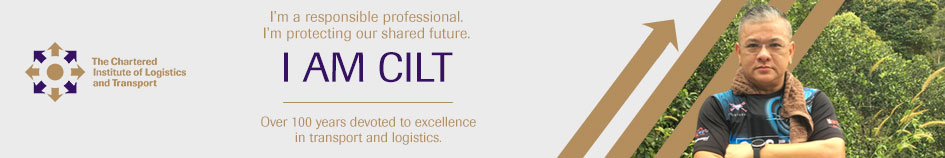 The Chartered
Institute of Logistics
and Transport
I'm a responsible professional.
I'm protecting our shared future.
I AM CILT
Over 100 years devoted to excellence
in transport and logistics.